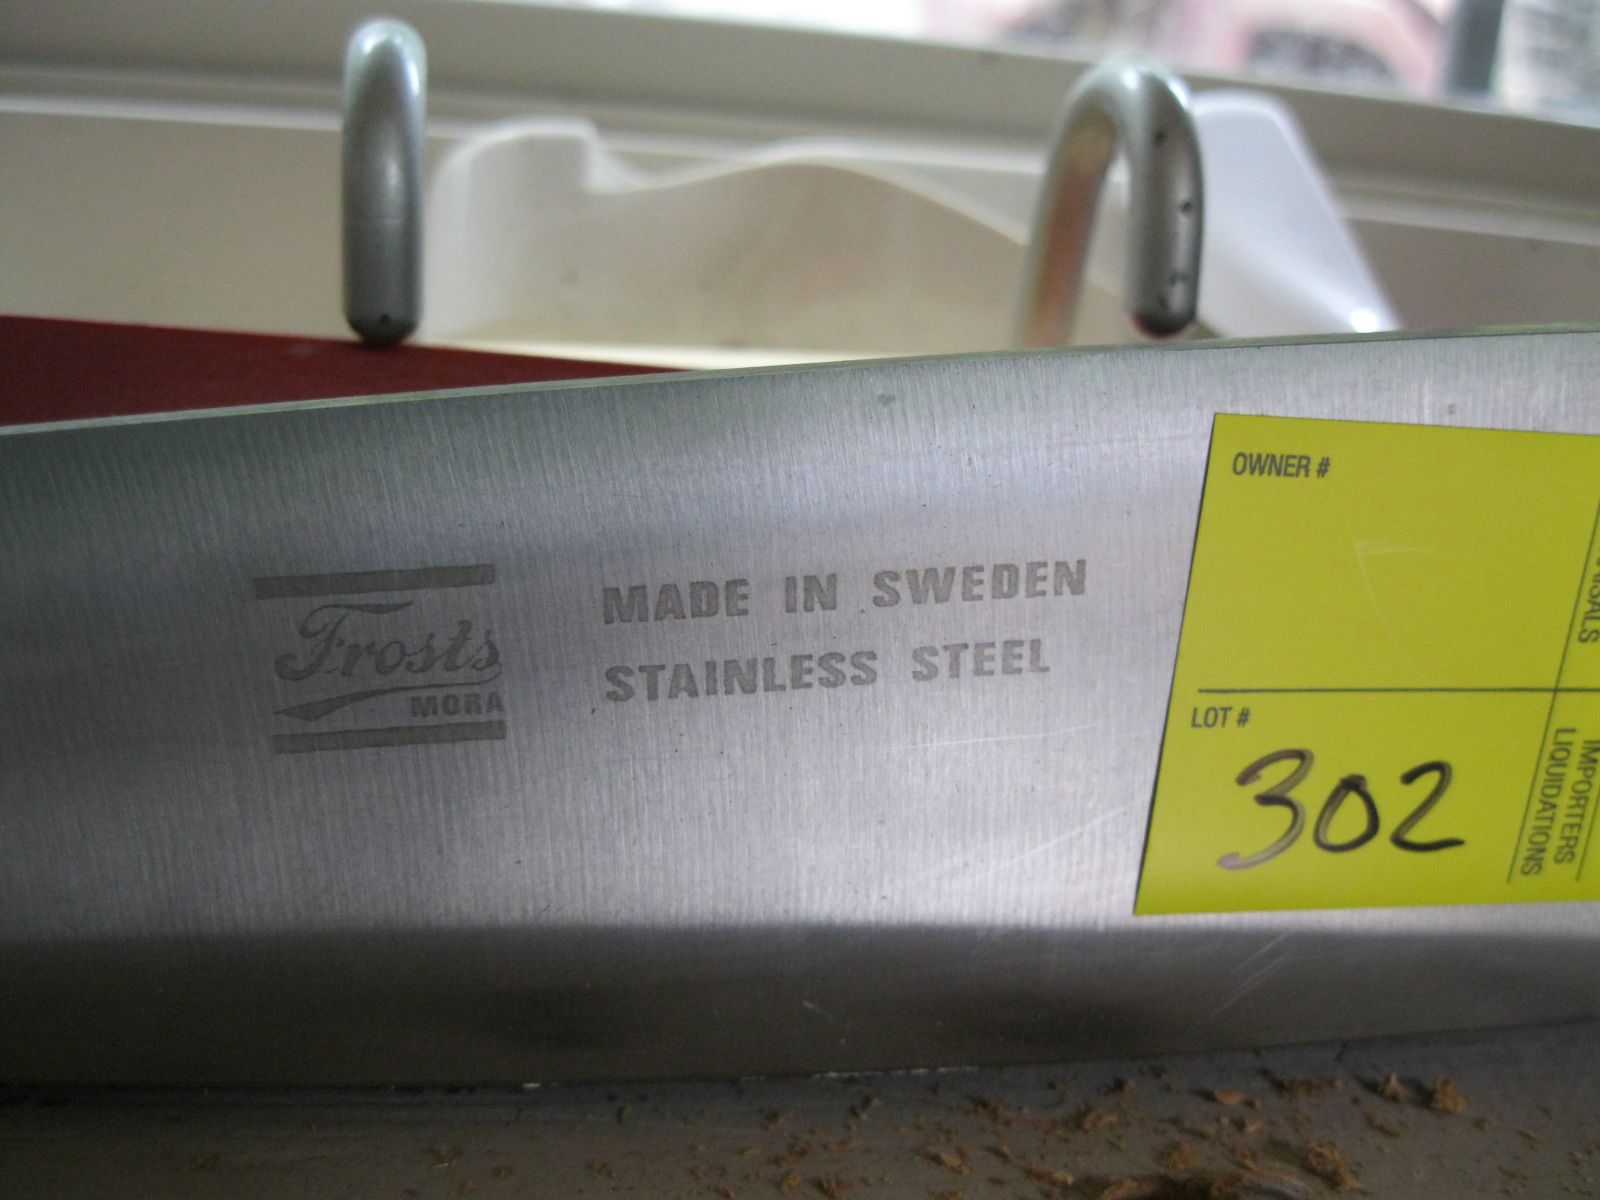 Frosts
MORA
MADE IN SWEDEN
STAINLESS STEEL
OWNER #
LOT #
302
IMPORTERS
LIQUIDATIONS